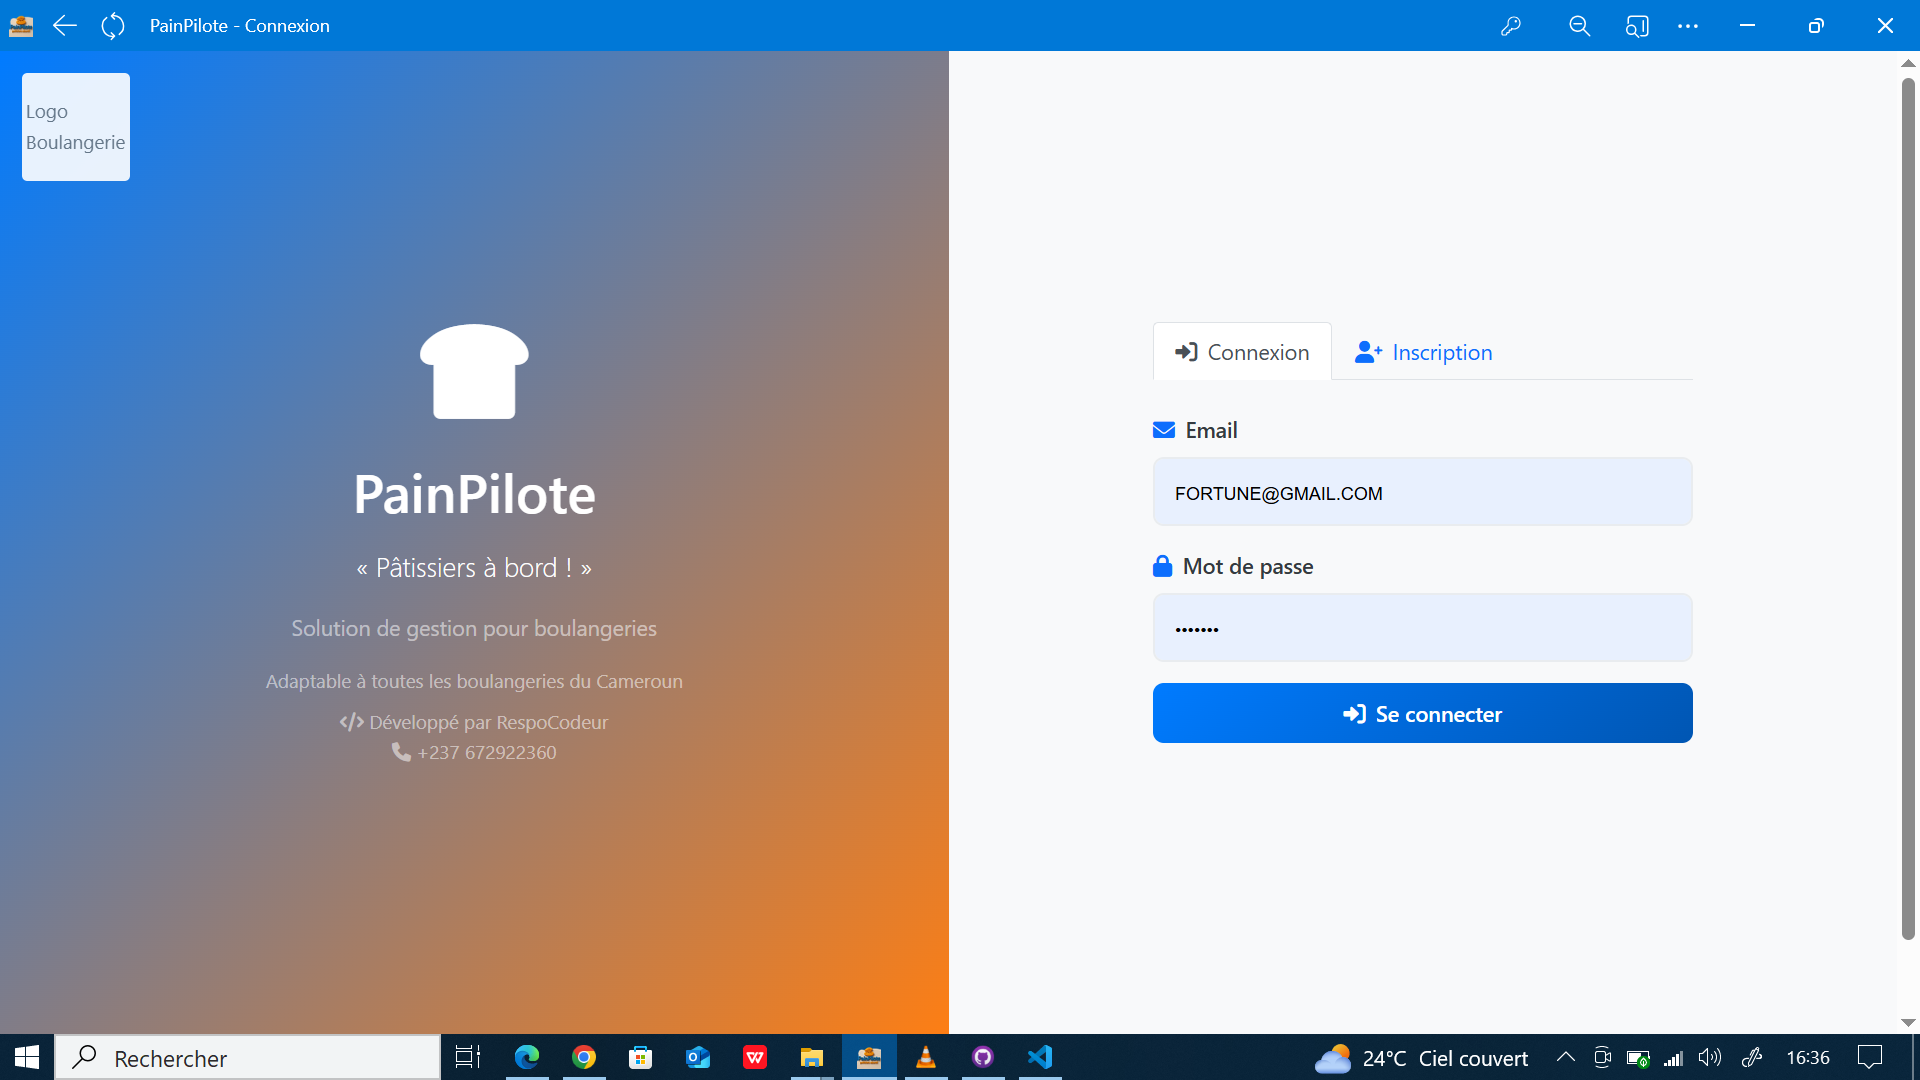 PainPilote - Connexion
Logo
Boulangerie
PainPilote
« Pâtissiers à bord ! »
Solution de gestion pour boulangeries
Adaptable à toutes les boulangeries du Cameroun
</> Développé par RespoCodeur
+237 672922360
Connexion
Inscription
Email
FORTUNE@GMAIL.COM
Mot de passe
•••••••
Se connecter
Rechercher
24°C Ciel couvert
16:36